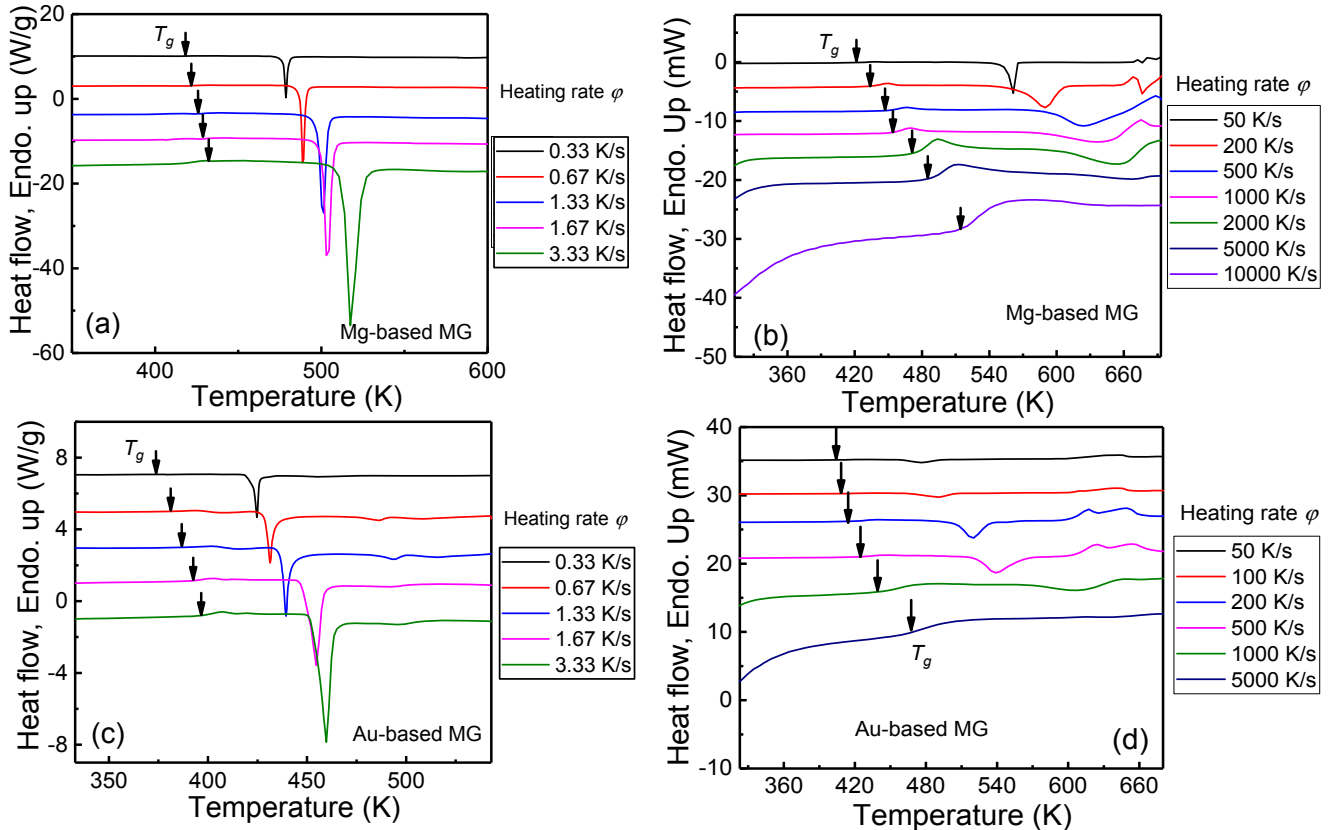 Heat flow, Endo. up (W/g)
20
0
-20
-40
-60
T_g
(a)
Mg-based MG
400
500
600
Temperature (K)
Heating rate φ
0.33 K/s
0.67 K/s
1.33 K/s
1.67 K/s
3.33 K/s
Heat flow, Endo. Up (mW)
10
0
-10
-20
-30
-40
-50
T_g
(b)
Mg-based MG
360
420
480
540
600
660
Temperature (K)
Heating rate φ
50 K/s
200 K/s
500 K/s
1000 K/s
2000 K/s
5000 K/s
10000 K/s
Heat flow, Endo. up (W/g)
8
4
0
-4
-8
T_g
(c)
Au-based MG
350
400
450
500
Temperature (K)
Heating rate φ
0.33 K/s
0.67 K/s
1.33 K/s
1.67 K/s
3.33 K/s
Heat flow, Endo. Up (mW)
40
30
20
10
0
-10
T_g
Au-based MG
(d)
360
420
480
540
600
660
Temperature (K)
Heating rate φ
50 K/s
100 K/s
200 K/s
500 K/s
1000 K/s
5000 K/s